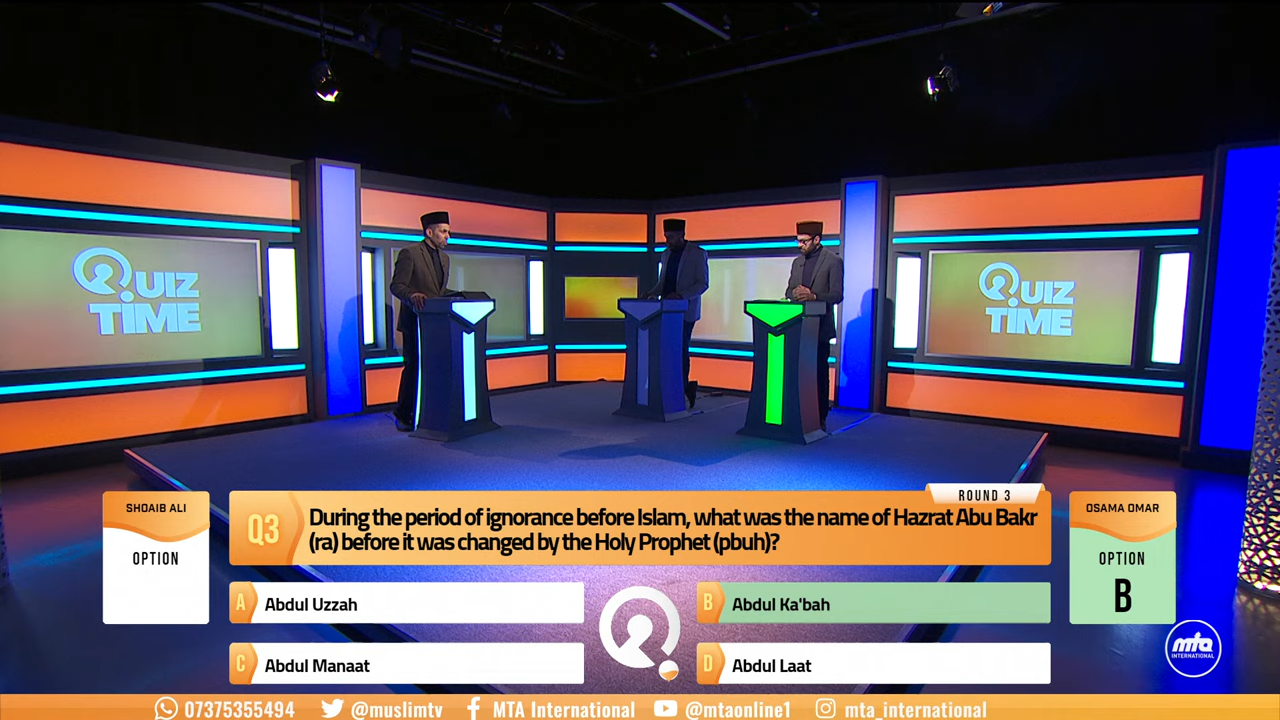 QUIZ
TIME
QUIZ
TIME
ROUND 3
SHOAIB ALI
OPTION
Q3
During the period of ignorance before Islam, what was the name of Hazrat Abu Bakr
(ra) before it was changed by the Holy Prophet (pbuh)?
OSAMA OMAR
OPTION
B
A Abdul Uzzah
B Abdul Ka'bah
C Abdul Manaat
D Abdul Laat
mta
INTERNATIONAL
07375355494 @muslimtv MTA International @mtaonline1 mta_international